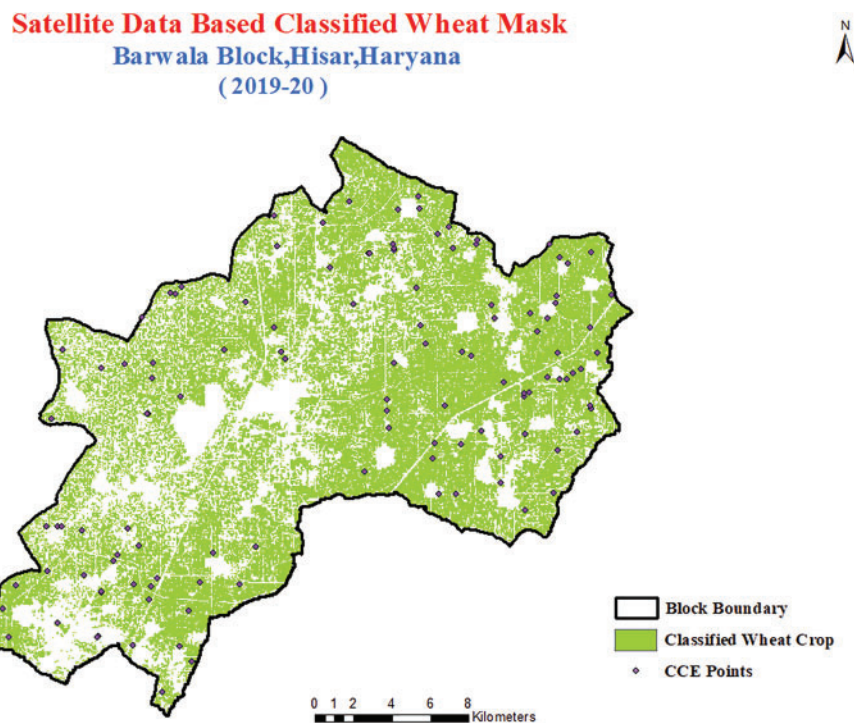 Satellite Data Based Classified Wheat Mask
Barwala Block,Hisar,Haryana
( 2019-20 )
N
Block Boundary
Classified Wheat Crop
CCE Points
0 1 2 4 6 8
Kilometers